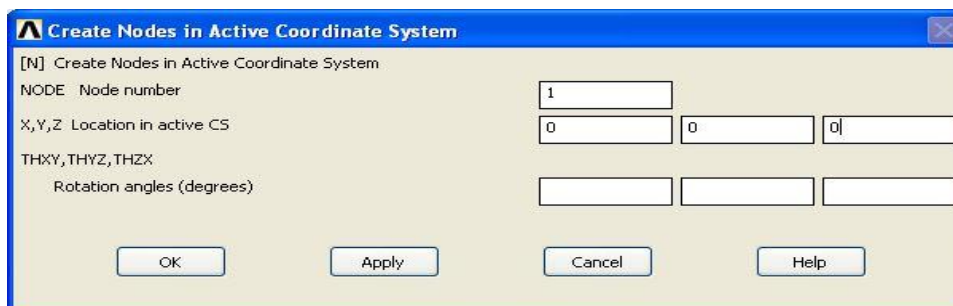 Create Nodes in Active Coordinate System
[N] Create Nodes in Active Coordinate System
NODE Node number 1
X,Y,Z Location in active CS 0 0 0
THXY,THYZ,THZX
Rotation angles (degrees)
OK Apply Cancel Help